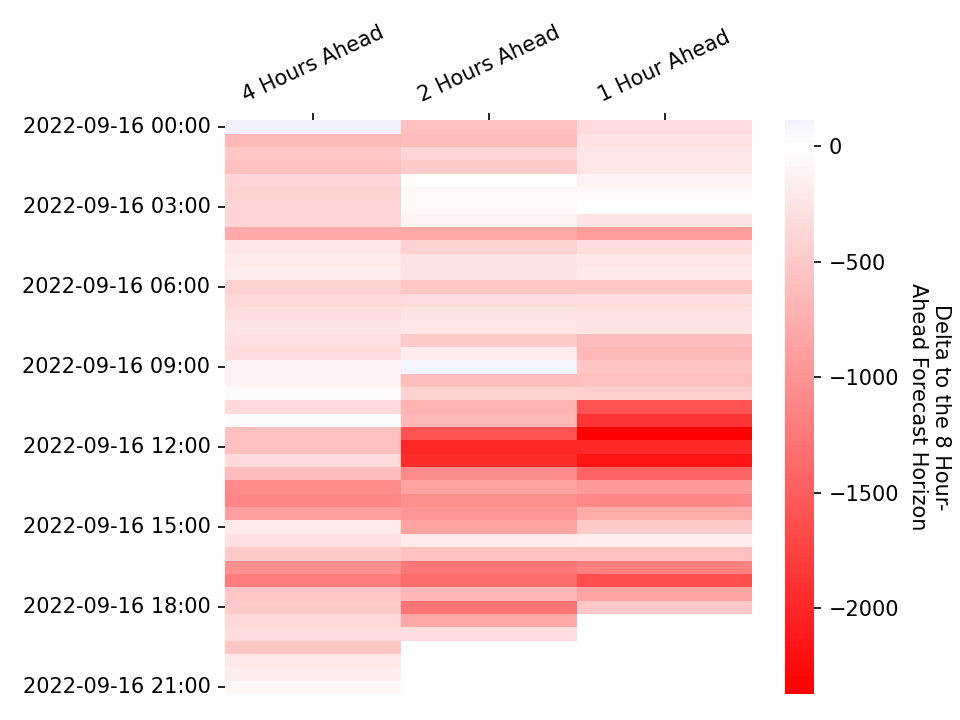 4 Hours Ahead
2 Hours Ahead
1 Hour Ahead
2022-09-16 00:00
2022-09-16 03:00
2022-09-16 06:00
2022-09-16 09:00
2022-09-16 12:00
2022-09-16 15:00
2022-09-16 18:00
2022-09-16 21:00
0
−500
−1000
−1500
−2000
Delta to the 8 Hour-
Ahead Forecast Horizon